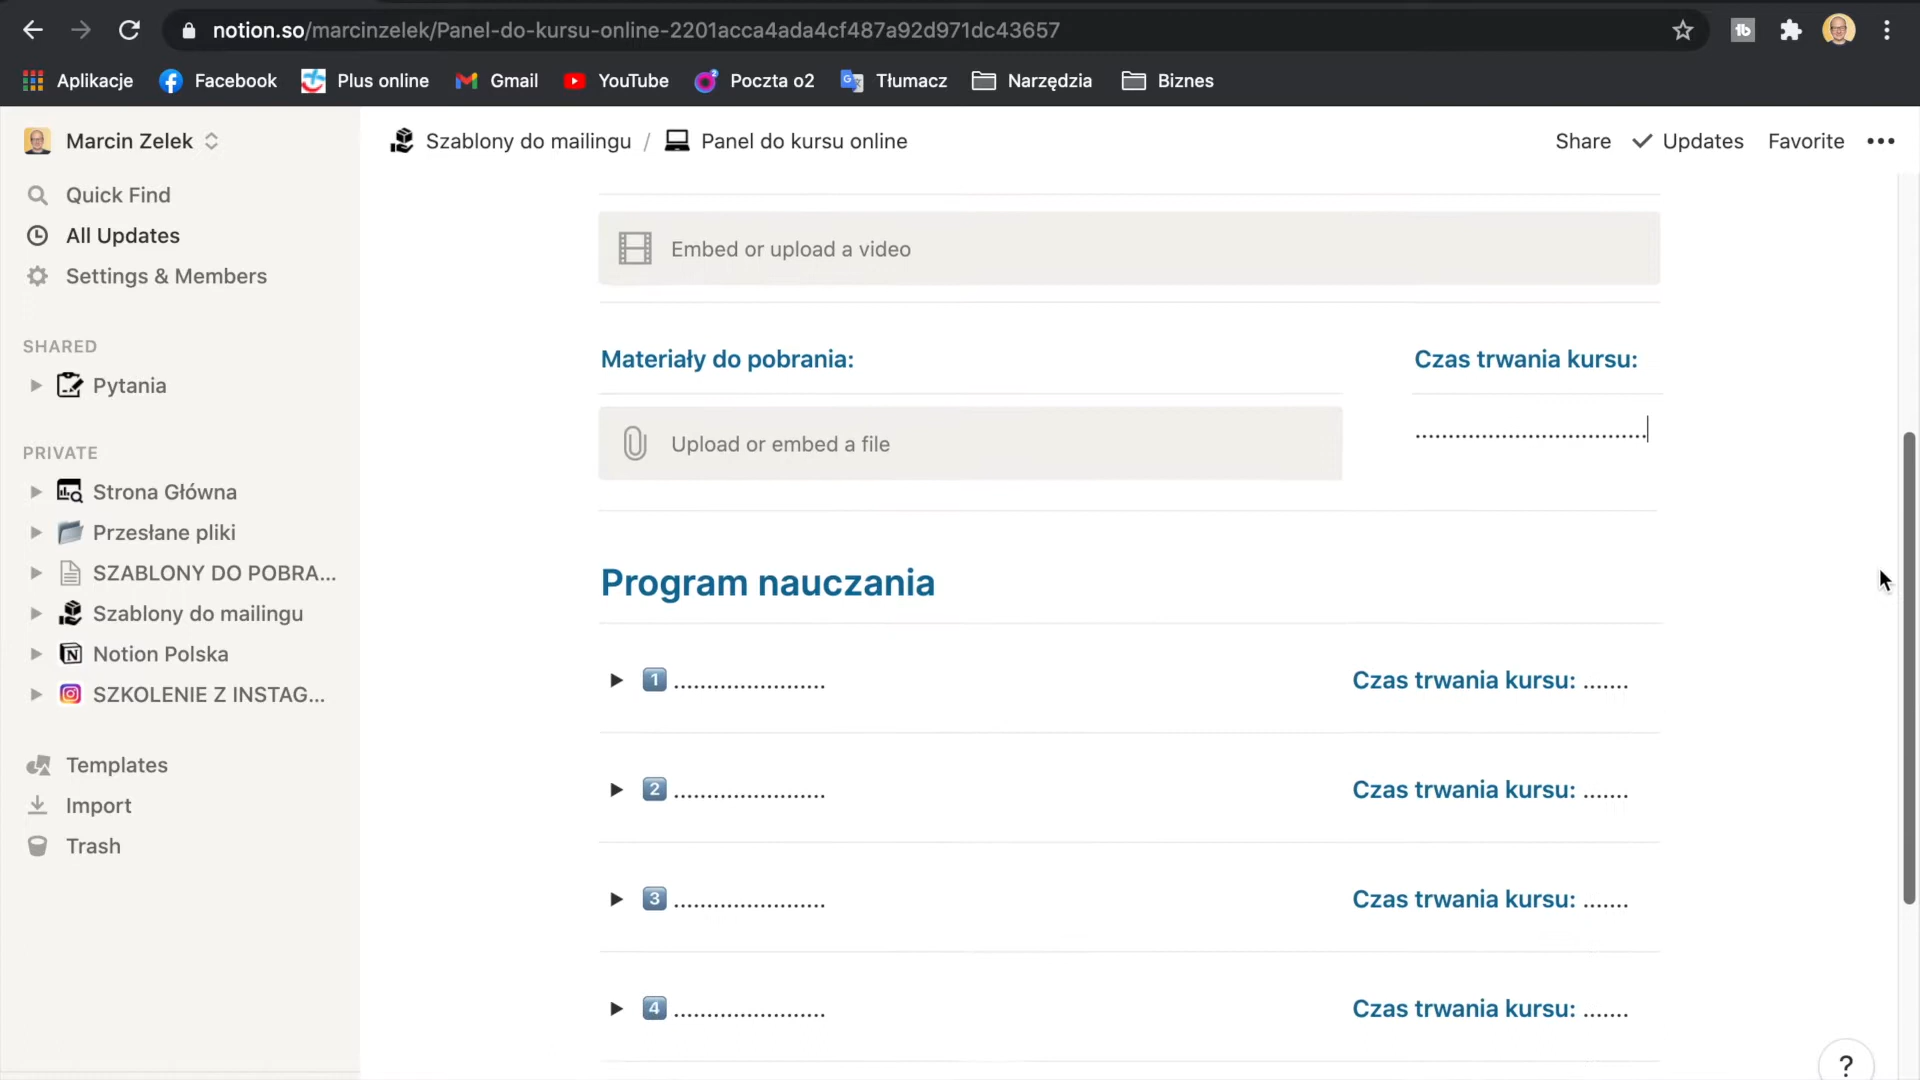 notion.so/marcinzelek/Panel-do-kursu-online-2201acca4ada4cf487a92d971dc43657
tb
Aplikacje Facebook Plus online Gmail YouTube Poczta o2 Tłumacz Narzędzia Biznes
Marcin Zelek
Szablony do mailingu / Panel do kursu online
Share Updates Favorite •••
Quick Find
All Updates
Settings & Members
SHARED
Pytania
PRIVATE
Strona Główna
Przesłane pliki
SZABLONY DO POBRA...
Szablony do mailingu
Notion Polska
SZKOLENIE Z INSTAG...
Templates
Import
Trash
Embed or upload a video
Materiały do pobrania:
Czas trwania kursu:
Upload or embed a file
...................................
Program nauczania
1 .......................
Czas trwania kursu: .......
2 .......................
Czas trwania kursu: .......
3 .......................
Czas trwania kursu: .......
4 .......................
Czas trwania kursu: .......
?